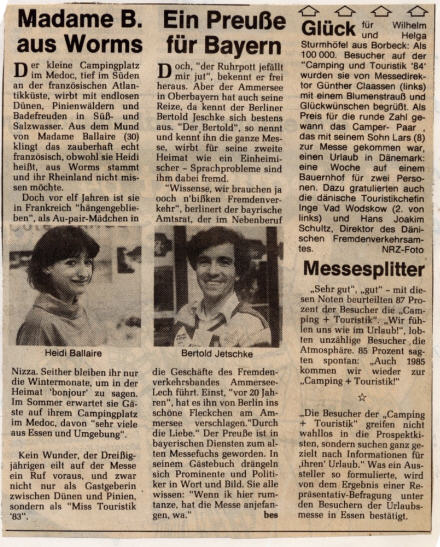 Madame B.
aus Worms
Der kleine Campingplatz
im Medoc, tief im Süden
an der französischen Atlan-
tikküste, wirbt mit endlosen
Dünen, Pinienwäldern und
Badefreuden in Süß- und
Salzwasser. Aus dem Mund
von Madame Ballaire (30)
klingt das zauberhaft echt
französisch, obwohl sie Heidi
heißt, aus Worms stammt
und ihr Rheinland nicht mis-
sen möchte.
Doch vor elf Jahren ist sie
in Frankreich "hängengeblie-
ben", als Au-pair-Mädchen in
Heidi Ballaire
Nizza. Seither bleiben ihr nur
die Wintermonate, um in der
Heimat 'bonjour' zu sagen.
Im Sommer erwartet sie Gä-
ste auf ihrem Campingplatz
im Medoc, davon "sehr viele
aus Essen und Umgebung".
Kein Wunder, der Dreißig-
jährigen eilt auf der Messe
ein Ruf voraus, und zwar
nicht nur als Gastgeberin
zwischen Dünen und Pinien,
sondern als "Miss Touristik
'83".
Ein Preuße
für Bayern
Doch, "der Ruhrpott jefällt
mir jut", bekennt er frei
heraus. Aber der Ammersee
in Oberbayern hat auch seine
Reize, da kennt der Berliner
Bertold Jeschke sich bestens
aus. "Der Bertold", so nennt
und kennt ihn die ganze Mes-
se, wirbt für seine zweite
Heimat wie ein Einheimi-
scher – Sprachprobleme sind
ihm dabei fremd.
"Wissense, wir brauchen ja
ooch n'bißken Fremdenver-
kehr", berlinert der bayrische
Amtsrat, der im Nebenberuf
Bertold Jetschke
die Geschäfte des Fremden-
verkehrsbandes Ammersee-
Lech führt. Einst, "vor 20 Jah-
ren", hat es ihn von Berlin ins
schöne Fleckchen am Am-
mersee verschlagen."Durch
die Liebe." Der Preuße ist in
bayerischen Diensten zum al-
ten Messefuchs geworden. In
seinem Gästebuch drängeln
sich Prominente und Politi-
ker in Wort und Bild. Sie alle
wissen: "Wenn ik hier rum-
tanze, hat die Messe anjefan-
gen, wa."
bes
Glück für Wilhelm
und Helga
Sturmhöfel aus Borbeck: Als
100 000. Besucher auf der
"Camping und Touristik '84"
wurden sie von Messedirek-
tor Günther Claassen (links)
mit einem Blumenstrauß und
Glückwünschen begrüßt. Als
Preis für die runde Zahl ge-
wann das Camper- Paar ,
das mit seinem Sohn Lars (8)
zur Messe gekommen war,
einen Urlaub in Dänemark:
eine Woche auf einem
Bauernhof für zwei Perso-
nen. Dazu gratulierten auch
die dänische Touristikchefin
Inge Vad Wodskow (2. von
links) und Hans Joakim
Schultz, Direktor des Däni-
schen Fremdenverkehrsam-
tes.
NRZ-Foto
Messesplitter
„Sehr gut", „gut" – mit die-
sen Noten beurteilten 87 Pro-
zent der Besucher die „Cam-
ping + Touristik". „Wir füh-
len uns wie im Urlaub!", lob-
ten unzählige Besucher die
Atmosphäre. 85 Prozent sag-
ten spontan: „Auch 1985
kommen wir wieder zur
„Camping + Touristik!"
„Die Besucher der „Camping
+ Touristik" greifen nicht
wahllos in die Prospektki-
sten, sondern suchen ganz ge-
zielt nach Informationen für
‚ihren' Urlaub." Was ein Aus-
steller so formulierte, wird
von dem Ergebnis einer Re-
präsentativ-Befragung unter
den Besuchern der Urlaubs-
messe in Essen bestätigt.